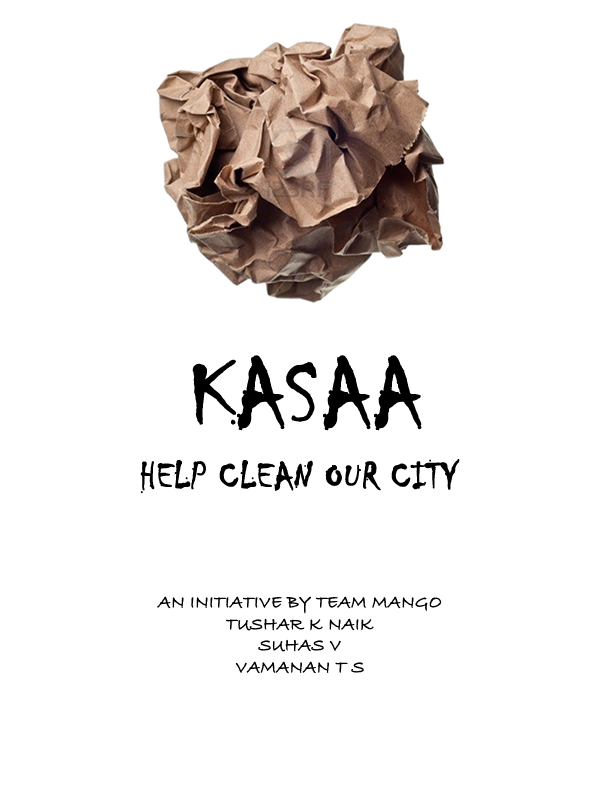 KASAA
HELP CLEAN OUR CITY
AN INITIATIVE BY TEAM MANGO
TUSHAR K NAIK
SUHAS V
VAMANAN T S